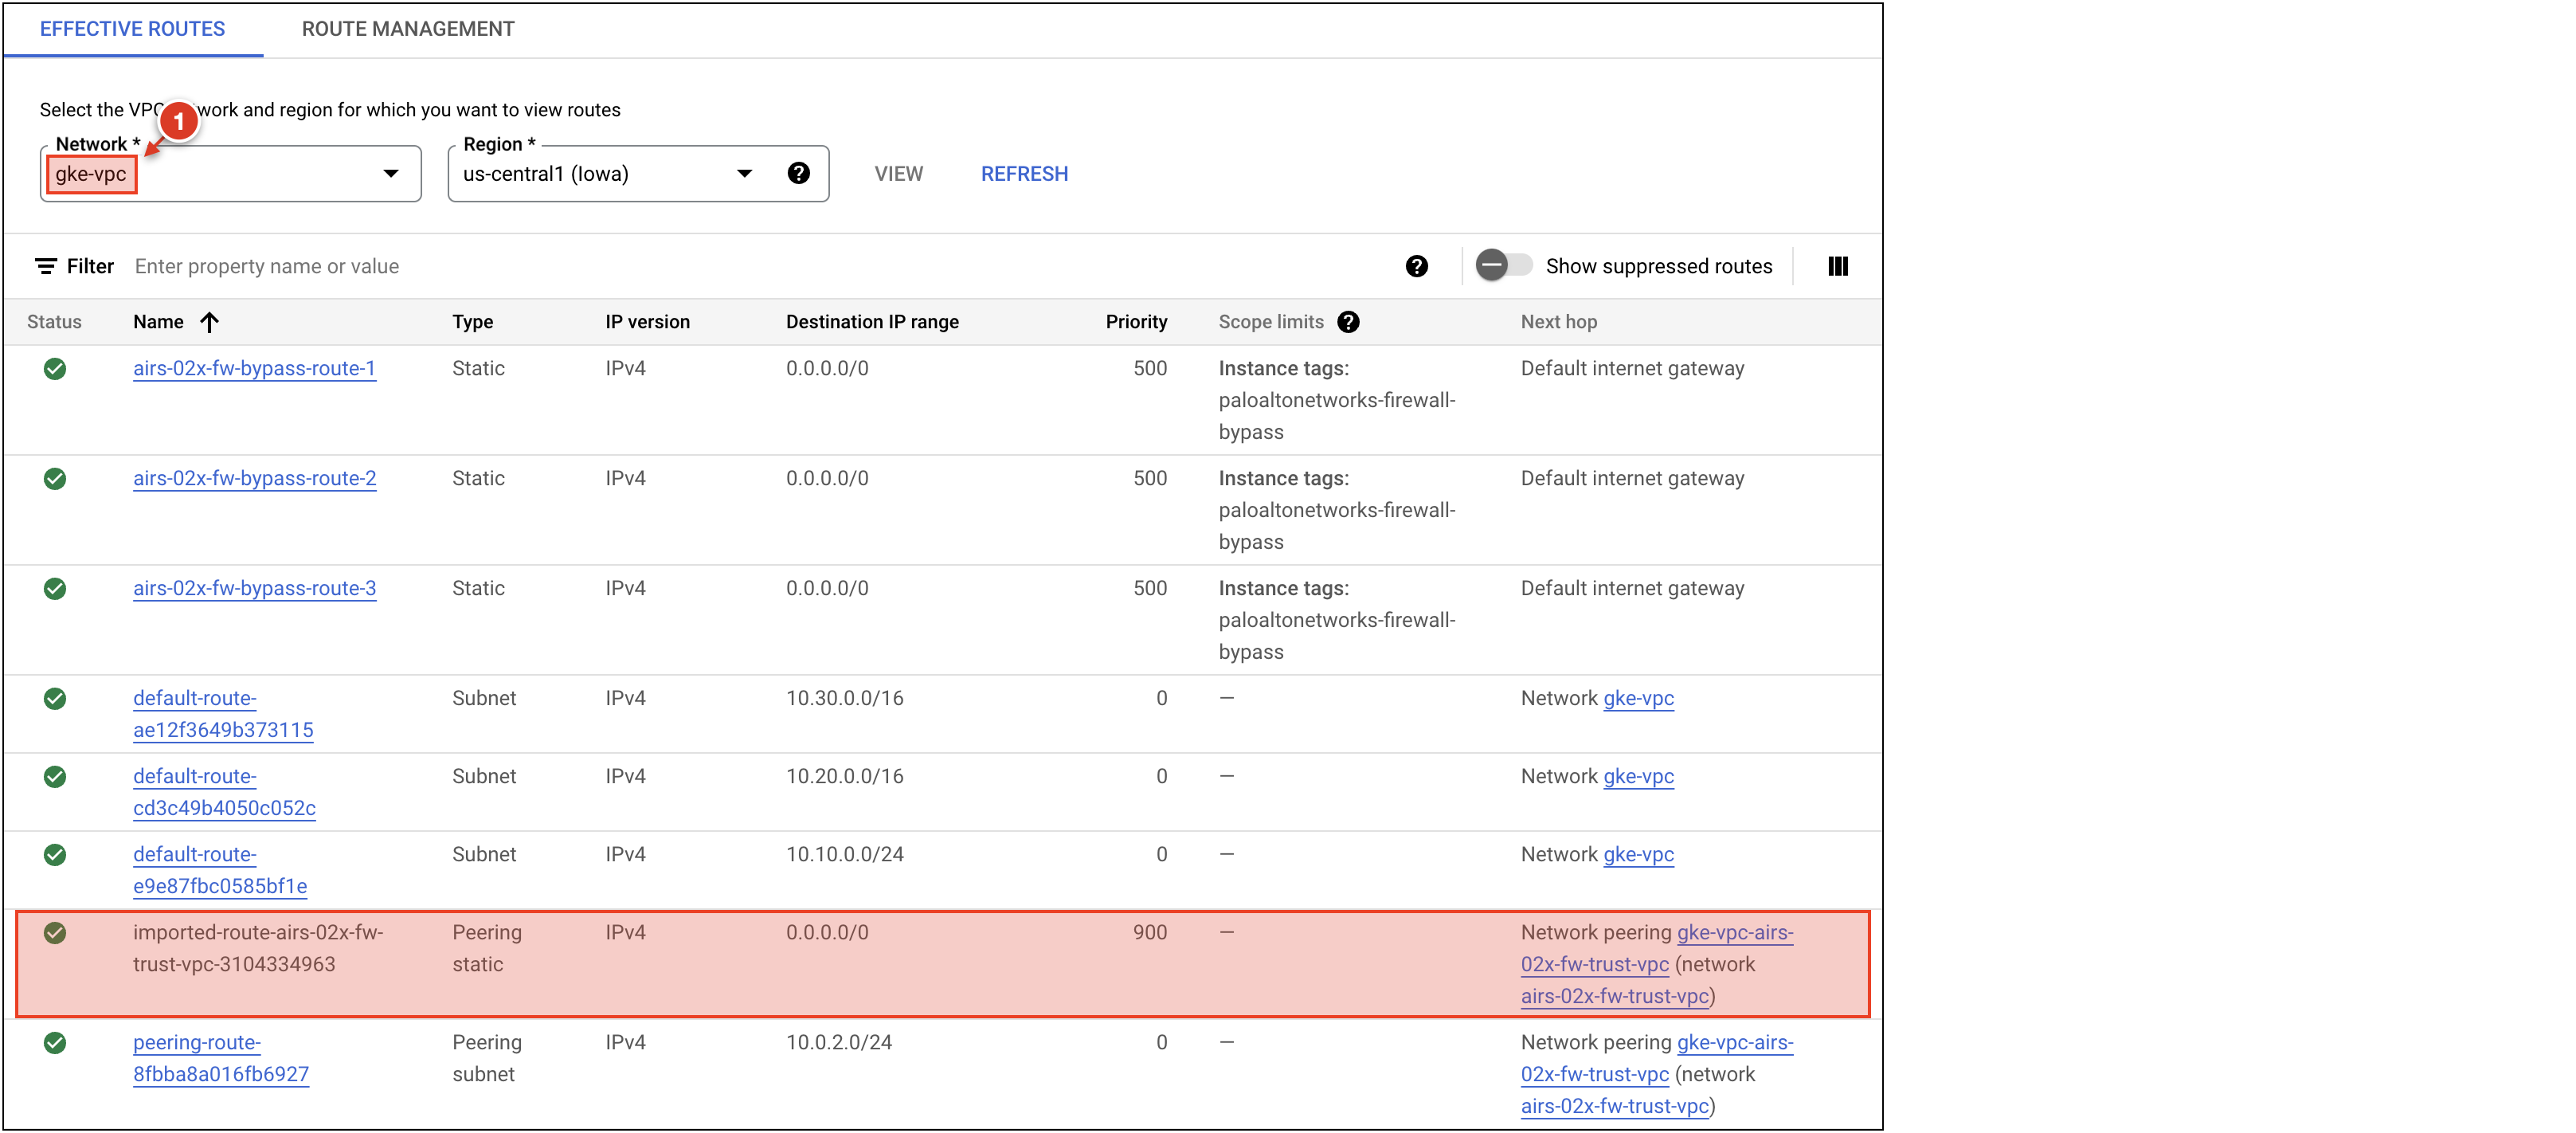 EFFECTIVE ROUTES ROUTE MANAGEMENT
Select the VPC work and region for which you want to view routes
1
Network * Region *
gke-vpc us-central1 (Iowa) VIEW REFRESH
Filter Enter property name or value Show suppressed routes
Status Name Type IP version Destination IP range Priority Scope limits Next hop
airs-02x-fw-bypass-route-1 Static IPv4 0.0.0.0/0 500 Instance tags: Default internet gateway
paloaltonetworks-firewall-
bypass
airs-02x-fw-bypass-route-2 Static IPv4 0.0.0.0/0 500 Instance tags: Default internet gateway
paloaltonetworks-firewall-
bypass
airs-02x-fw-bypass-route-3 Static IPv4 0.0.0.0/0 500 Instance tags: Default internet gateway
paloaltonetworks-firewall-
bypass
default-route- Subnet IPv4 10.30.0.0/16 0 — Network gke-vpc
ae12f3649b373115
default-route- Subnet IPv4 10.20.0.0/16 0 — Network gke-vpc
cd3c49b4050c052c
default-route- Subnet IPv4 10.10.0.0/24 0 — Network gke-vpc
e9e87fbc0585bf1e
imported-route-airs-02x-fw- Peering IPv4 0.0.0.0/0 900 — Network peering gke-vpc-airs-
trust-vpc-3104334963 static 02x-fw-trust-vpc (network
airs-02x-fw-trust-vpc)
peering-route- Peering IPv4 10.0.2.0/24 0 — Network peering gke-vpc-airs-
8fbba8a016fb6927 subnet 02x-fw-trust-vpc (network
airs-02x-fw-trust-vpc)